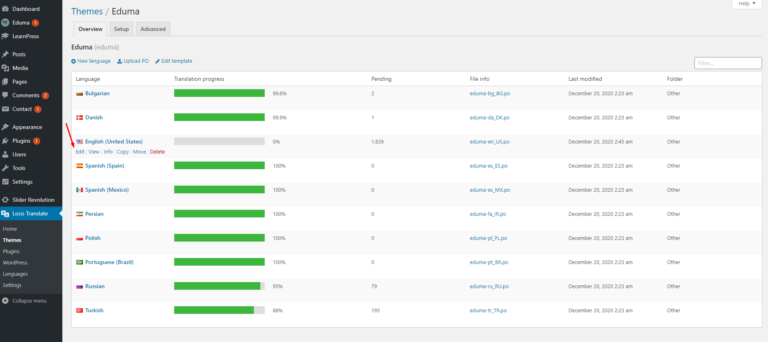 Dashboard
Eduma 1
LearnPress
Posts
Media
Pages
Comments 2
Contact 1
Appearance
Plugins 1
Users
Tools
Settings
Slider Revolution
Loco Translate
Home
Themes
Plugins
WordPress
Languages
Settings
Collapse menu
Help
Themes / Eduma
Overview Setup Advanced
Eduma (eduma)
New language Upload PO Edit template
Filter...
Language Translation progress Pending File info Last modified Folder
Bulgarian 99.8% 2 eduma-bg_BG.po December 20, 2020 2:23 am Other
Danish 99.9% 1 eduma-da_DK.po December 20, 2020 2:23 am Other
English (United States) 0% 1,839 eduma-en_US.po December 20, 2020 2:45 am Other
Edit | View | Info | Copy | Move | Delete
Spanish (Spain) 100% 0 eduma-es_ES.po December 20, 2020 2:23 am Other
Spanish (Mexico) 100% 0 eduma-es_MX.po December 20, 2020 2:23 am Other
Persian 100% 0 eduma-fa_IR.po December 20, 2020 2:23 am Other
Polish 100% 0 eduma-pl_PL.po December 20, 2020 2:23 am Other
Portuguese (Brazil) 100% 0 eduma-pt_BR.po December 20, 2020 2:23 am Other
Russian 95% 79 eduma-ru_RU.po December 20, 2020 2:23 am Other
Turkish 88% 195 eduma-tr_TR.po December 20, 2020 2:23 am Other